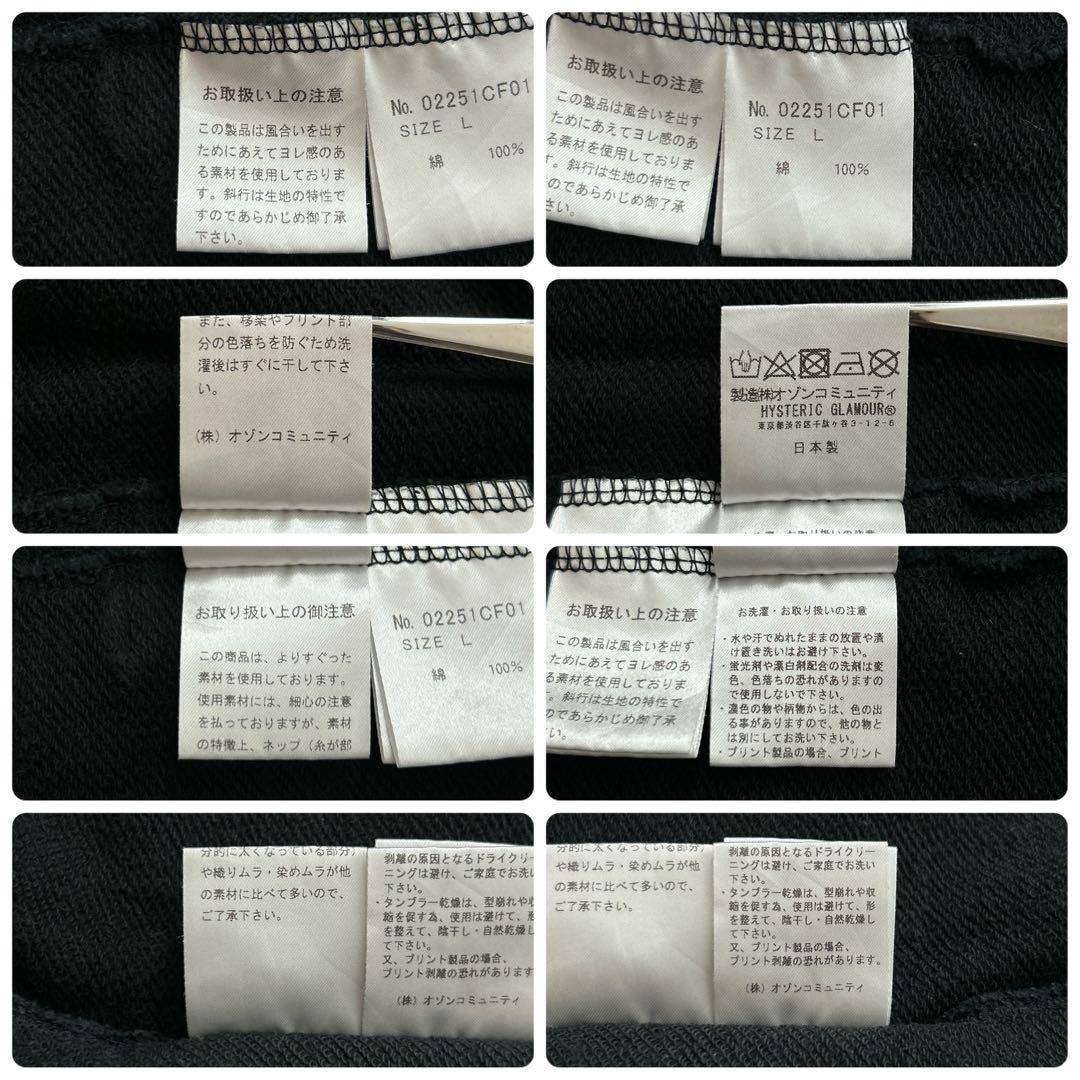 お取扱い上の注意
この製品は風合いを出す
ためにあえてヨレ感のあ
る素材を使用しておりま
す。斜行は生地の特性で
すのであらかじめ御了承
下さい。
No. 02251CF01
SIZE L
綿 100%
お取扱い上の注意
この製品は風合いを出す
ためにあえてヨレ感のあ
る素材を使用しておりま
す。斜行は生地の特性で
すのであらかじめ御了承
さい。
No. 02251CF01
SIZE L
綿 100%
また、移染やプリント部
分の色落ちを防ぐため洗
濯後はすぐに干して下さ
い。
(株) オゾンコミュニティ
製造(株)オゾンコミュニティ
HYSTERIC GLAMOUR®
東京都渋谷区千駄ヶ谷3-12-6
日本製
お取り扱いの注意
お取り扱い上の御注意
この商品は、よりすぐった
素材を使用しております。
使用素材には、細心の注意
を払っておりますが、素材
の特徴上、ネップ（糸が部
No. 02251CF01
SIZE L
綿 100%
お取扱い上の注意
この製品は風合いを出す
ためにあえてヨレ感のあ
る素材を使用しておりま
す。斜行は生地の特性で
のであらかじめ御了承
い。
お洗濯・お取り扱いの注意
・水や汗でぬれたままの放置や漬
け置き洗いはお避け下さい。
・蛍光剤や漂白剤配合の洗剤は変
色、色落ちの恐れがありますの
で使用しないで下さい。
・濃色の物や柄物からは、色の出
る事がありますので、他の物と
は別にしてお洗い下さい。
・プリント製品の場合、プリント
分的に太くなっている部分）
や織りムラ・染めムラが他
の素材に比べて多いので、
ご了承下さい。
剥離の原因となるドライクリー
ニングは避け、ご家庭でお洗い
下さい。
・タンブラー乾燥は、型崩れや収
縮を促す為、使用は避けて、形
を整えて、陰干し・自然乾燥し
て下さい。
又、プリント製品の場合、
プリント剥離の恐れがあります
(株) オゾンコミュニティ
分的に太くなっている部分）
や織りムラ・染めムラが他
の素材に比べて多いので、
ご了承下さい。
剥離の原因となるドライクリー
ニングは避け、ご家庭でお洗い
下さい。
・タンブラー乾燥は、型崩れや収
縮を促す為、使用は避けて、形
を整えて、陰干し・自然乾燥し
て下さい。
又、プリント製品の場合、
プリント剥離の恐れがあります。
(株) オゾンコミュニティ